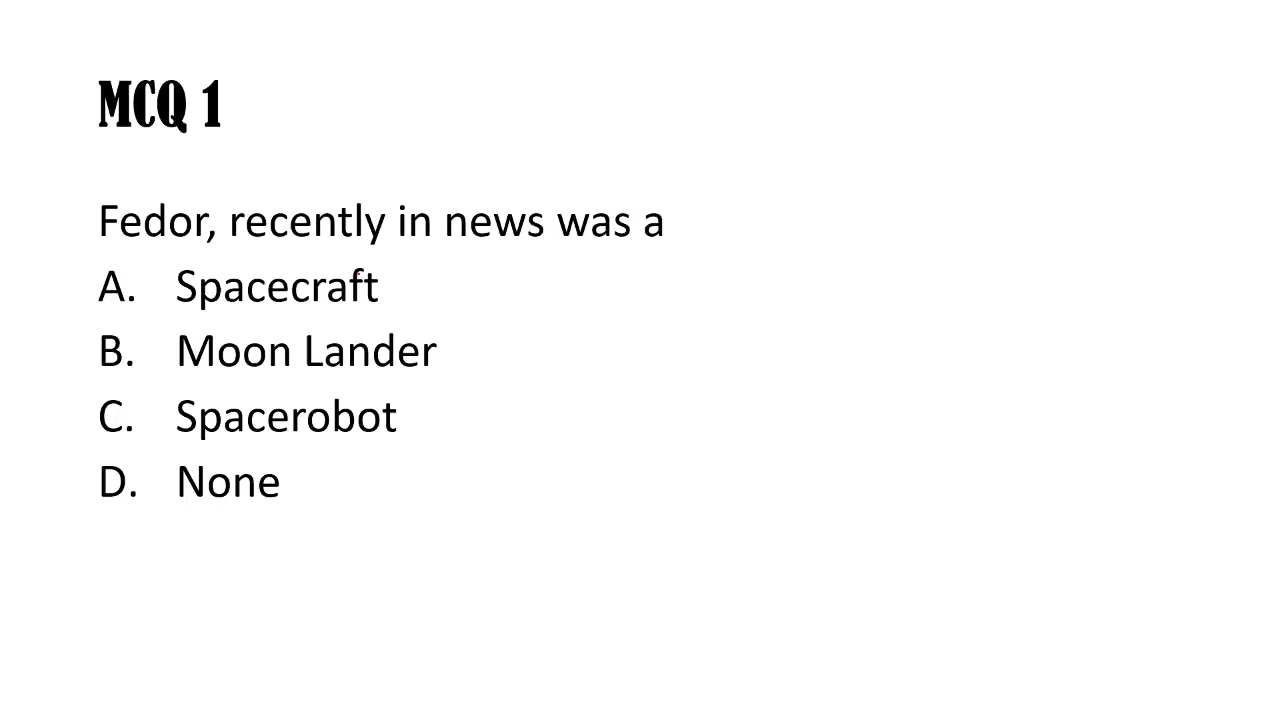 MCQ 1
Fedor, recently in news was a
A. Spacecraft
B. Moon Lander
C. Spacerobot
D. None